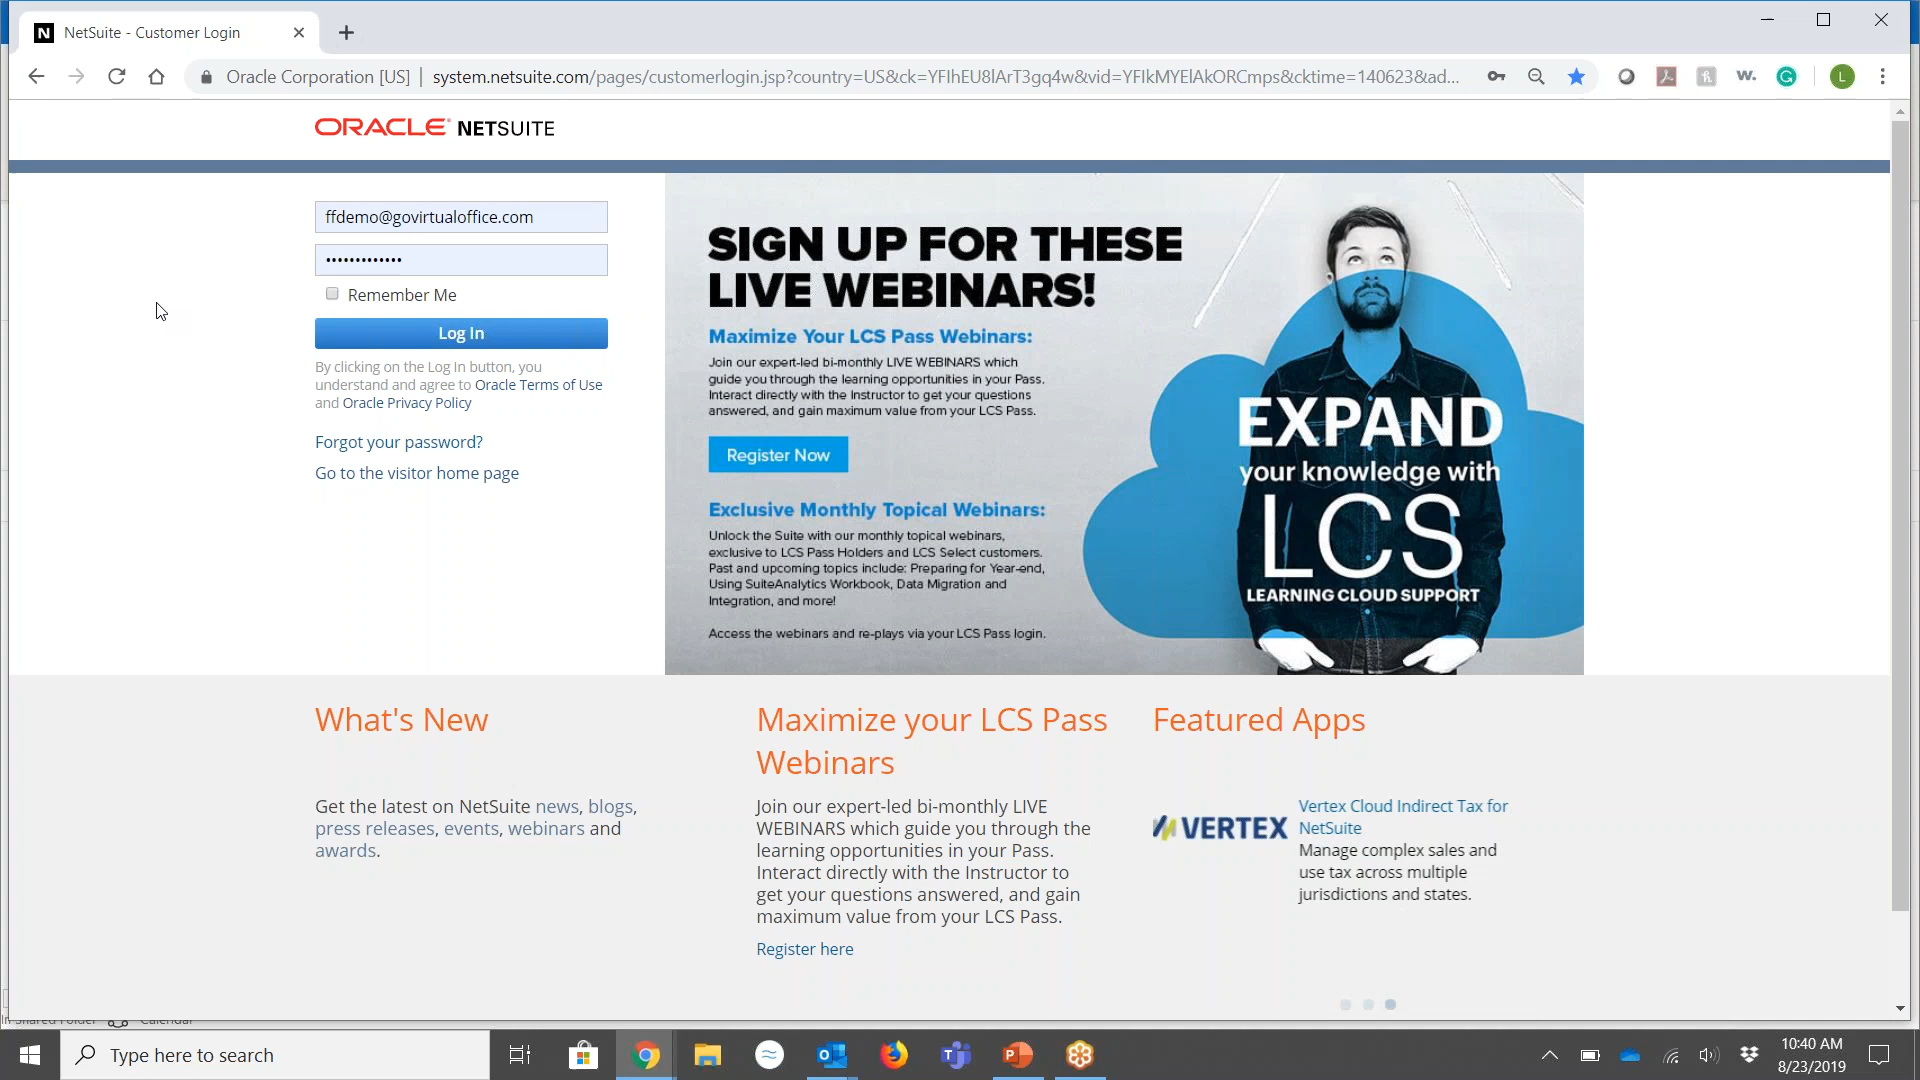 NetSuite - Customer Login
Oracle Corporation [US] | system.netsuite.com/pages/customerlogin.jsp?country=US&ck=YFIhEU8lArT3gq4w&vid=YFIkMYElAkORCmps&cktime=140623&ad...
W.
L
ORACLE NETSUITE
ffdemo@govirtualoffice.com
•••••••••••••
Remember Me
Log In
By clicking on the Log In button, you
understand and agree to Oracle Terms of Use
and Oracle Privacy Policy
Forgot your password?
Go to the visitor home page
SIGN UP FOR THESE
LIVE WEBINARS!
Maximize Your LCS Pass Webinars:
Join our expert-led bi-monthly LIVE WEBINARS which
guide you through the learning opportunities in your Pass.
Interact directly with the Instructor to get your questions
answered, and gain maximum value from your LCS Pass.
Register Now
Exclusive Monthly Topical Webinars:
Unlock the Suite with our monthly topical webinars,
exclusive to LCS Pass Holders and LCS Select customers.
Past and upcoming topics include: Preparing for Year-end,
Using SuiteAnalytics Workbook, Data Migration and
Integration, and more!
Access the webinars and re-plays via your LCS Pass login.
EXPAND
your knowledge with
LCS
LEARNING CLOUD SUPPORT
What's New
Get the latest on NetSuite news, blogs,
press releases, events, webinars and
awards.
Maximize your LCS Pass
Webinars
Join our expert-led bi-monthly LIVE
WEBINARS which guide you through the
learning opportunities in your Pass.
Interact directly with the Instructor to
get your questions answered, and gain
maximum value from your LCS Pass.
Register here
Featured Apps
VERTEX
Vertex Cloud Indirect Tax for
NetSuite
Manage complex sales and
use tax across multiple
jurisdictions and states.
Type here to search
10:40 AM
8/23/2019